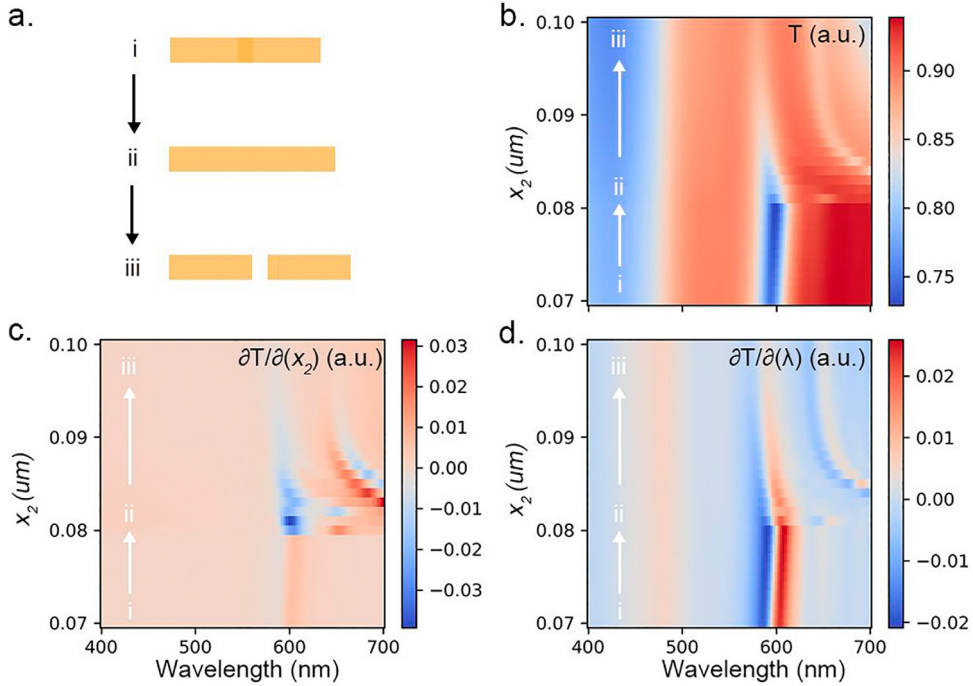 a.
i
ii
iii
b.
T (a.u.)
iii
ii
i
0.10
0.09
0.08
0.07
x₂(um)
0.90
0.85
0.80
0.75
400 500 600 700
c.
∂T/∂(x₂) (a.u.)
iii
ii
i
0.10
0.09
0.08
0.07
x₂(um)
400 500 600 700
Wavelength (nm)
0.03
0.02
0.01
0.00
−0.01
−0.02
−0.03
d.
∂T/∂(λ) (a.u.)
iii
ii
i
0.10
0.09
0.08
0.07
x₂(um)
400 500 600 700
Wavelength (nm)
0.02
0.01
0.00
−0.01
−0.02